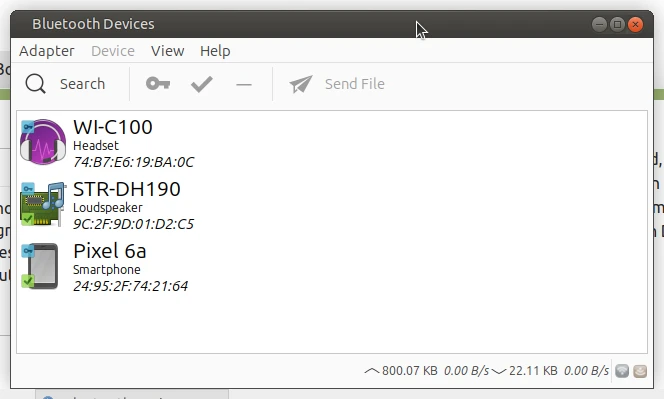 Bluetooth Devices
Adapter Device View Help
Search Send File
WI-C100
Headset
74:B7:E6:19:BA:0C
STR-DH190
Loudspeaker
9C:2F:9D:01:D2:C5
Pixel 6a
Smartphone
24:95:2F:74:21:64
800.07 KB 0.00 B/s 22.11 KB 0.00 B/s